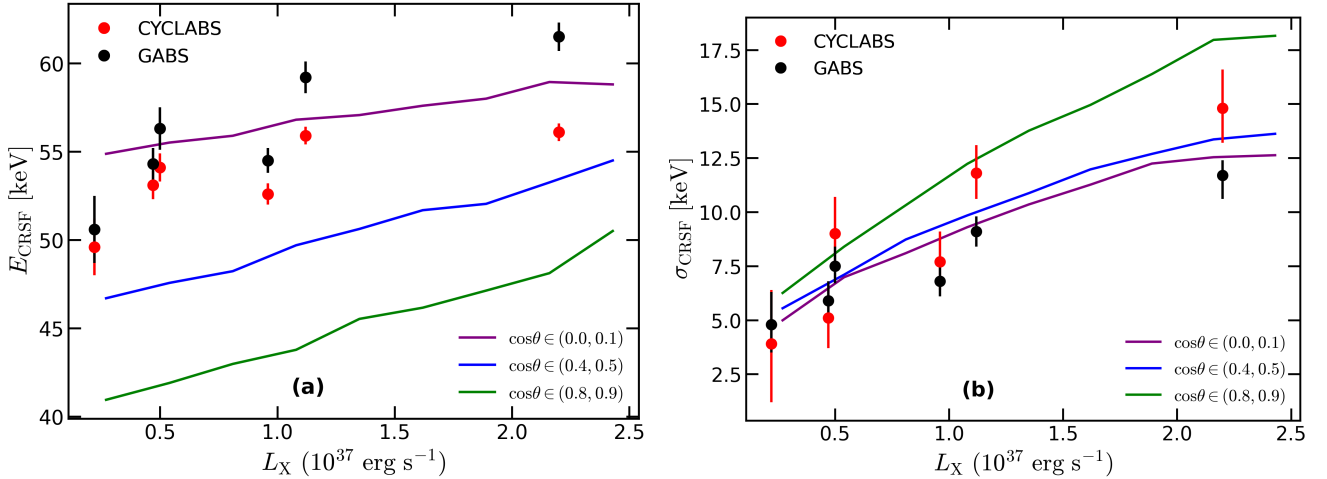 CYCLABS
GABS
60
55
50
45
40
E_CRSF [keV]
cosθ∈(0.0, 0.1)
cosθ∈(0.4, 0.5)
cosθ∈(0.8, 0.9)
(a)
0.5 1.0 1.5 2.0 2.5
L_X (10^37 erg s^−1)
CYCLABS
GABS
17.5
15.0
12.5
10.0
7.5
5.0
2.5
σ_CRSF [keV]
cosθ∈(0.0, 0.1)
cosθ∈(0.4, 0.5)
cosθ∈(0.8, 0.9)
(b)
0.5 1.0 1.5 2.0 2.5
L_X (10^37 erg s^−1)